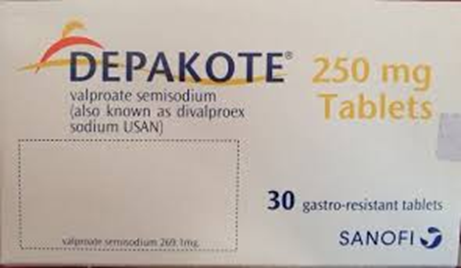 DEPAKOTE® 250 mg
Tablets
valproate semisodium
(also known as divalproex
sodium USAN)
30 gastro-resistant tablets
valproate semisodium 269.1mg.
SANOFI